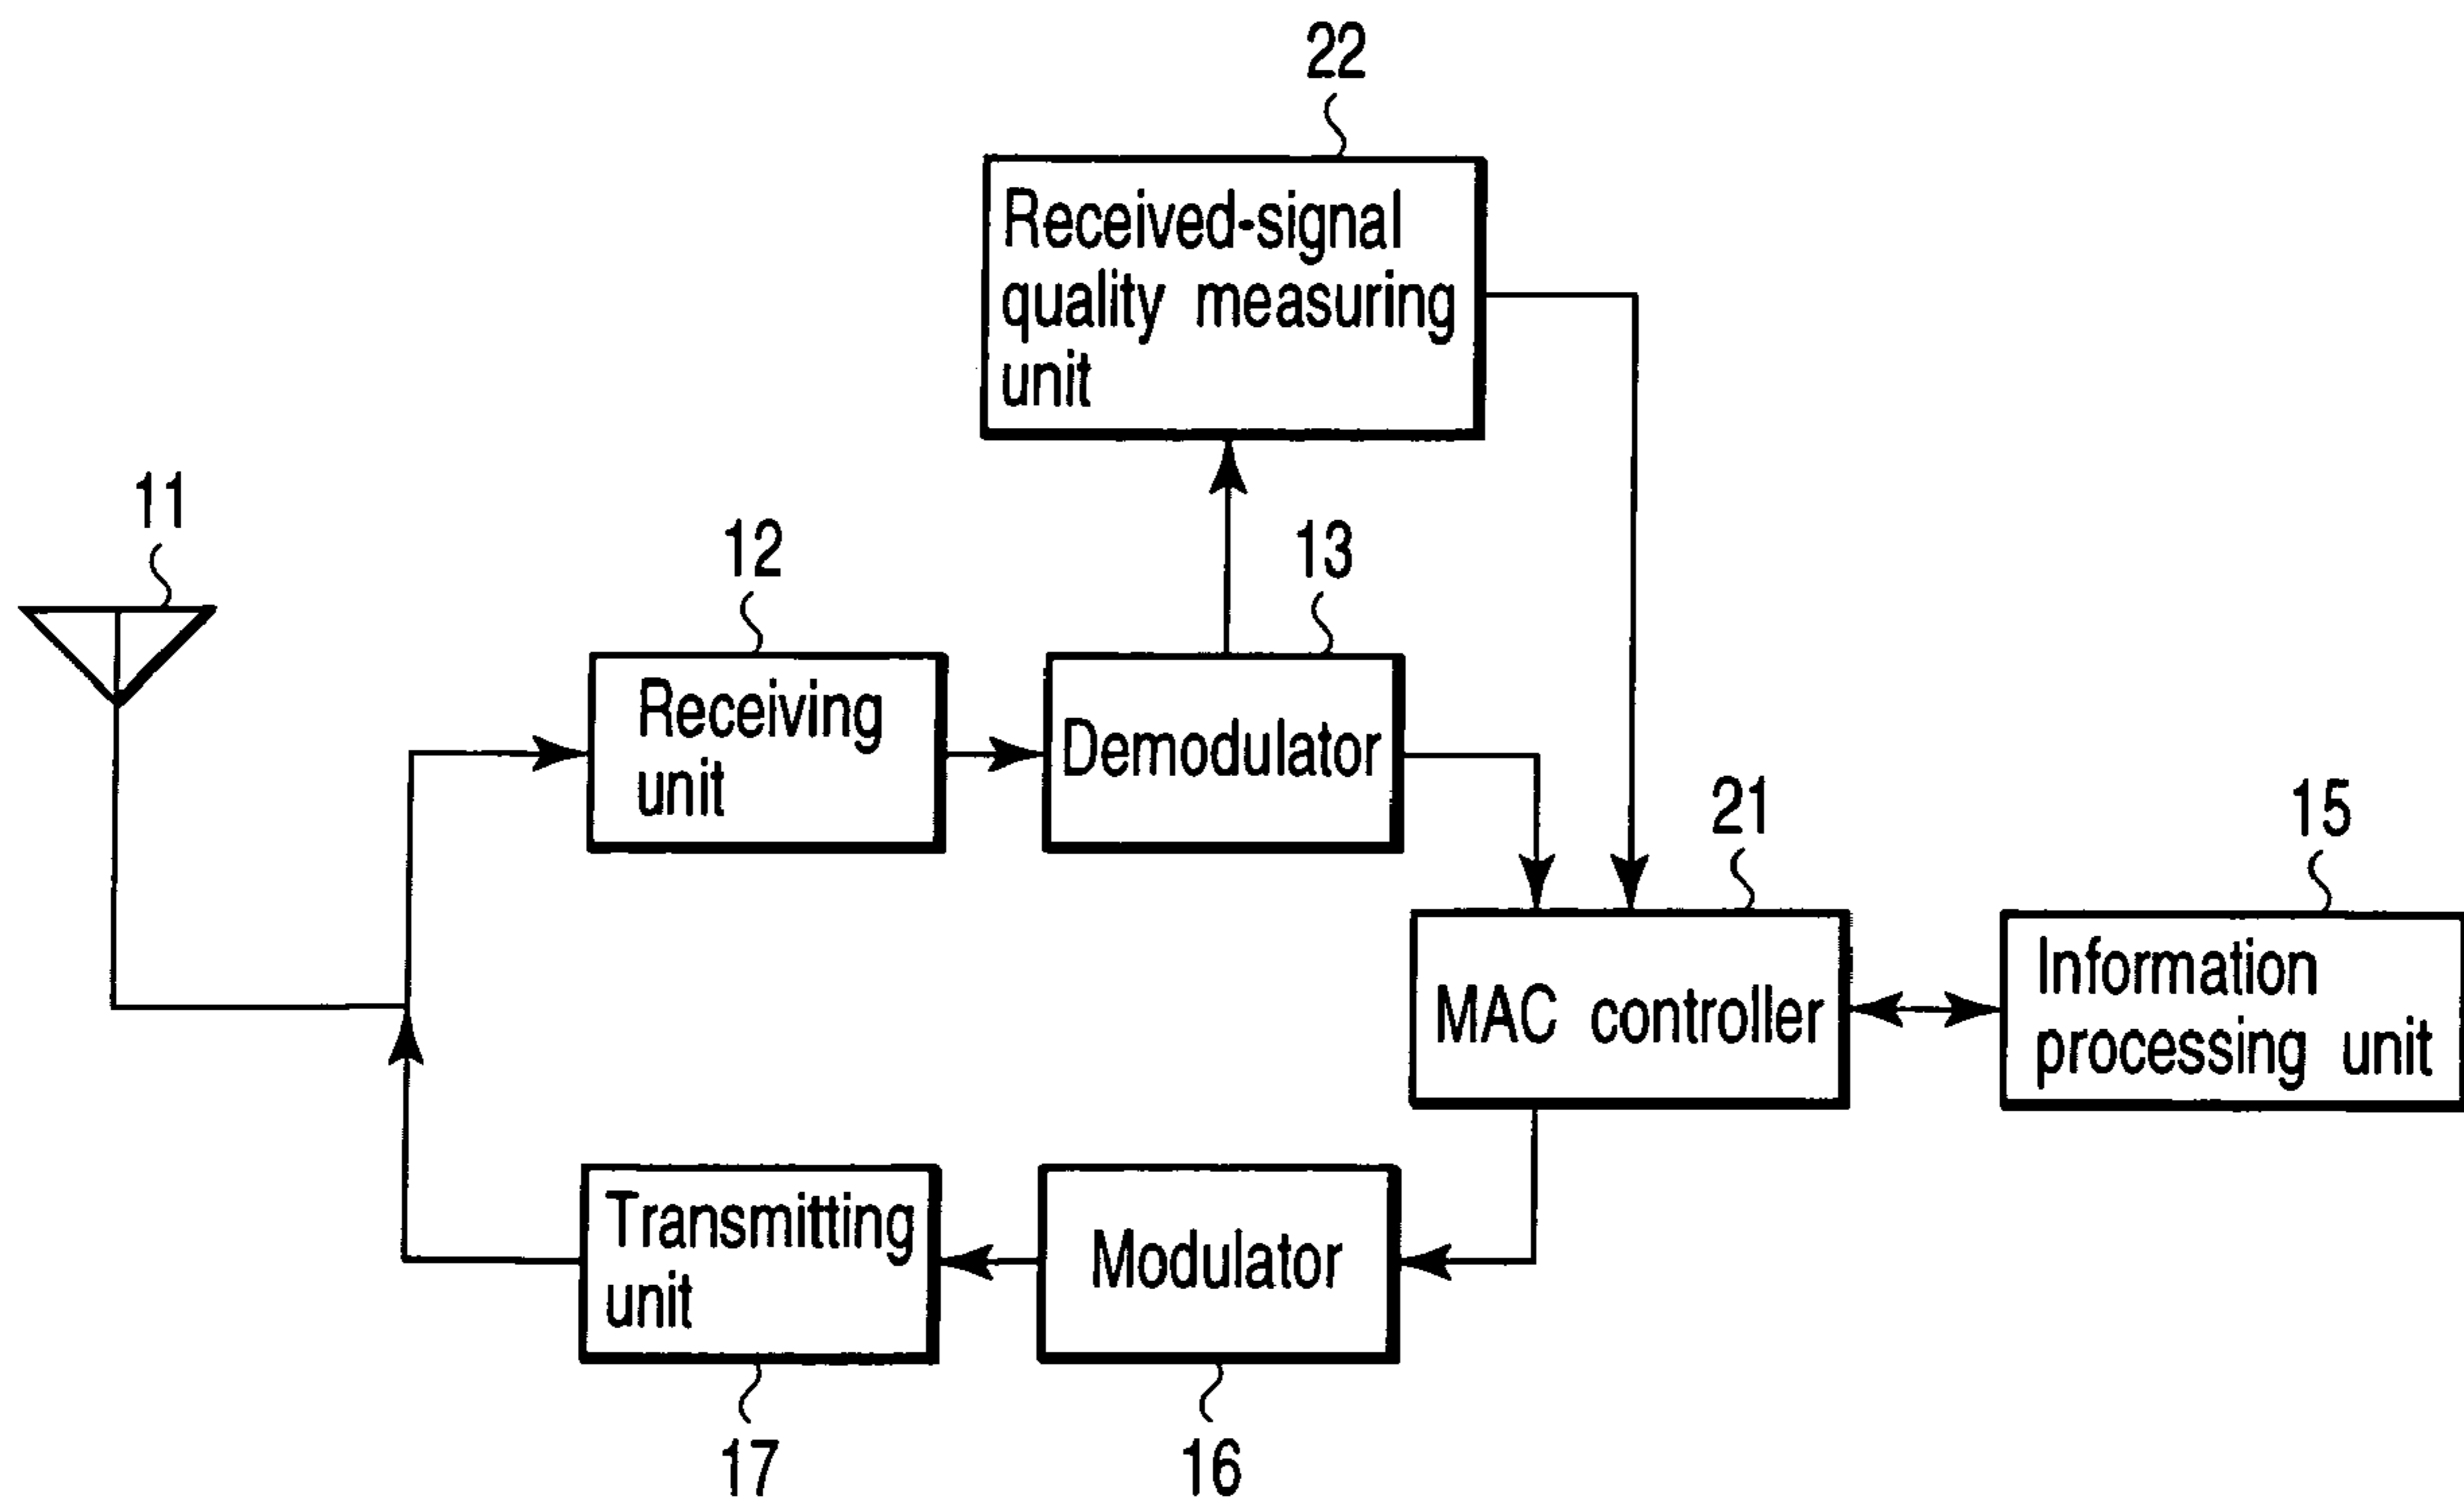 22
Received-signal
quality measuring
unit
11
12
13
Receiving
unit
Demodulator
21
15
MAC controller
Information
processing unit
Transmitting
unit
Modulator
17
16